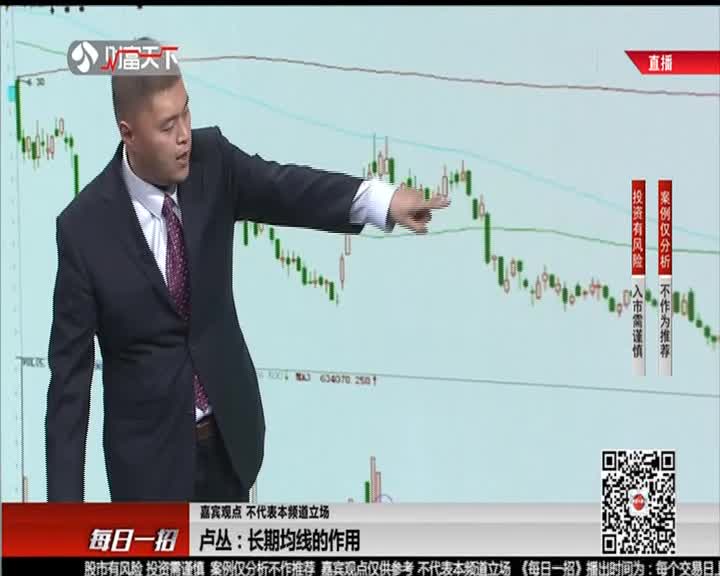 财富天下
直播
6.30
投资有风险 入市需谨慎
案例仅分析 不作为推荐
嘉宾观点 不代表本频道立场
每日一招
卢丛：长期均线的作用
股市有风险 投资需谨慎 案例仅分析不作推荐 嘉宾观点仅供参考 不代表本频道立场 《每日一招》播出时间为：每个交易日